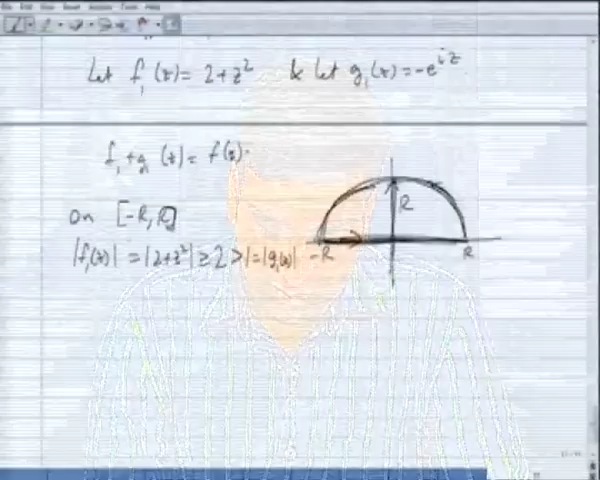 Let f₁(z) = 2+z² & let g₁(z) = -e^{iz}
f₁+g₁(z) = f(z).
on [-R, R]
|f₁(z)| = |2+z²| ≥ 2 > 1 = |g₁(z)|
R
-R
R